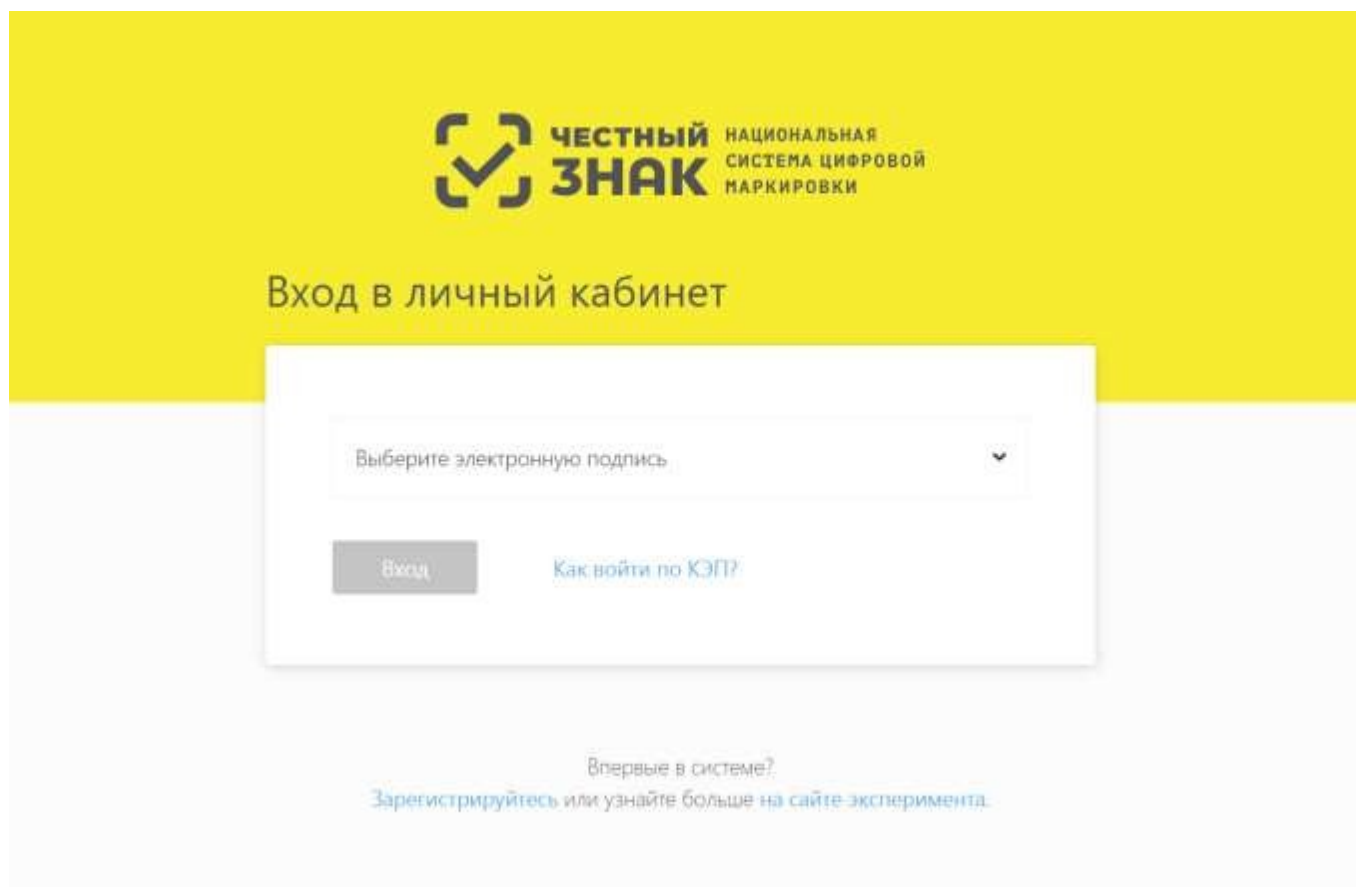 ЧЕСТНЫЙ
ЗНАК
НАЦИОНАЛЬНАЯ
СИСТЕМА ЦИФРОВОЙ
МАРКИРОВКИ
Вход в личный кабинет
Выберите электронную подпись
Вход
Как войти по КЭП?
Впервые в системе?
Зарегистрируйтесь или узнайте больше на сайте эксперимента.